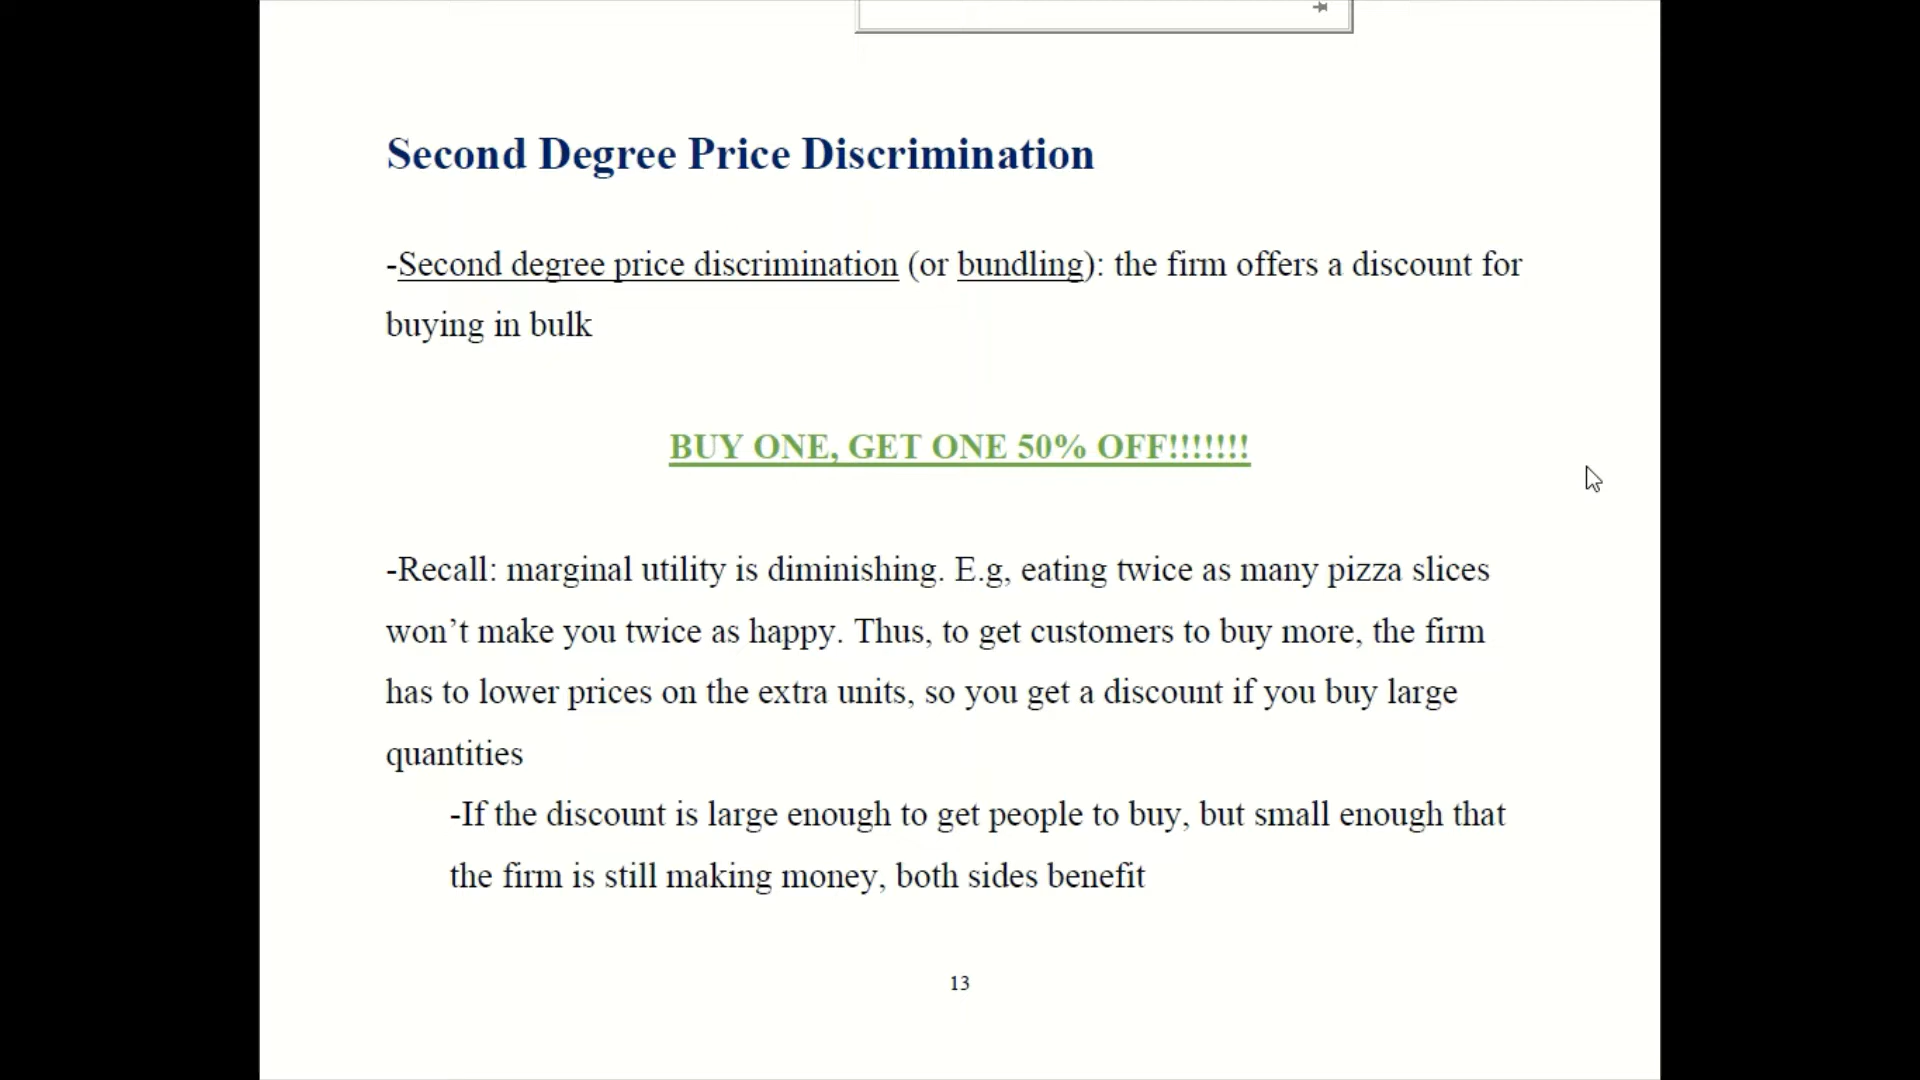 Second Degree Price Discrimination
-Second degree price discrimination (or bundling): the firm offers a discount for
buying in bulk
BUY ONE, GET ONE 50% OFF!!!!!!!
-Recall: marginal utility is diminishing. E.g, eating twice as many pizza slices
won’t make you twice as happy. Thus, to get customers to buy more, the firm
has to lower prices on the extra units, so you get a discount if you buy large
quantities
-If the discount is large enough to get people to buy, but small enough that
the firm is still making money, both sides benefit
13